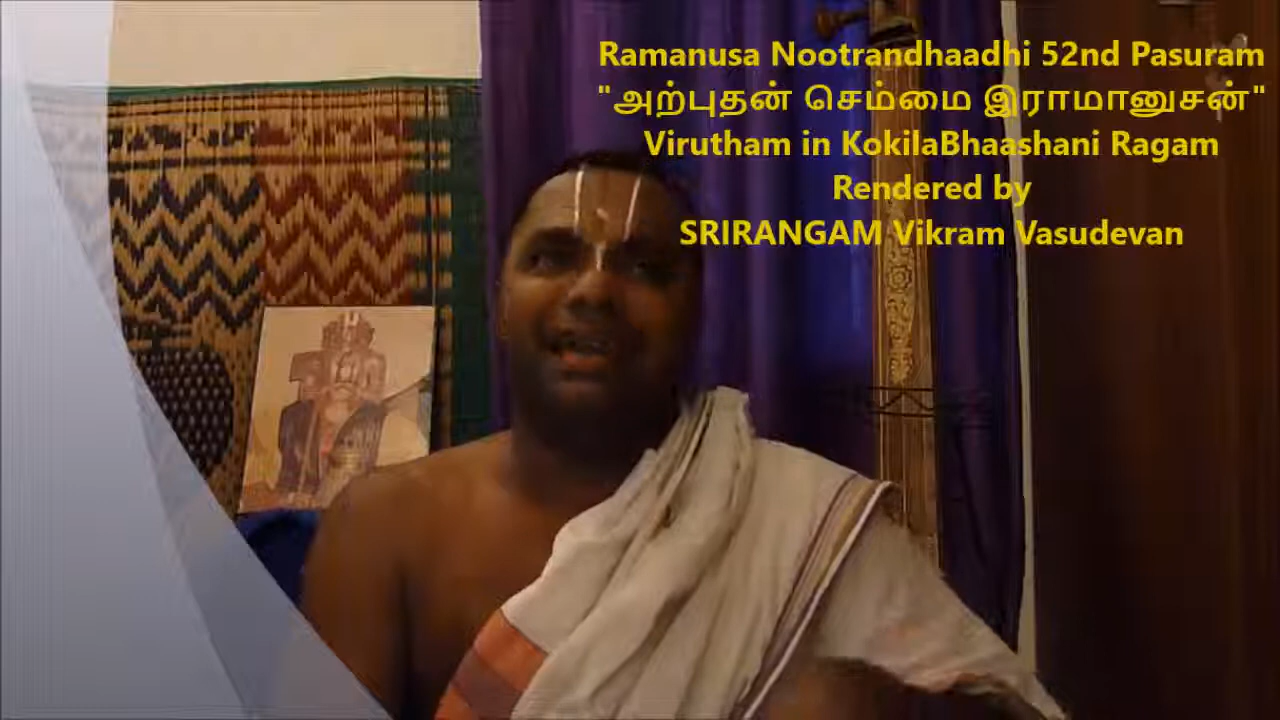 Ramanusa Nootrandhaadhi 52nd Pasuram
"அற்புதன் செம்மை இராமானுசன்"
Virutham in KokilaBhaashani Ragam
Rendered by
SRIRANGAM Vikram Vasudevan